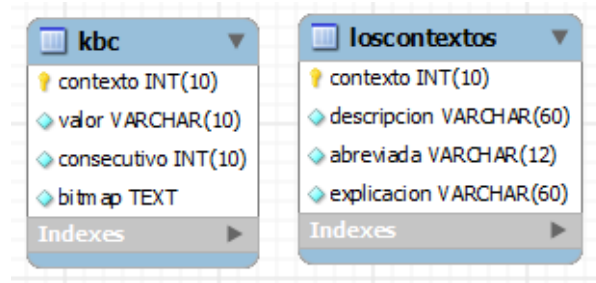 kbc
contexto INT(10)
valor VARCHAR(10)
consecutivo INT(10)
bitmap TEXT
Indexes
loscontextos
contexto INT(10)
descripcion VARCHAR(60)
abreviada VARCHAR(12)
explicacion VARCHAR(60)
Indexes